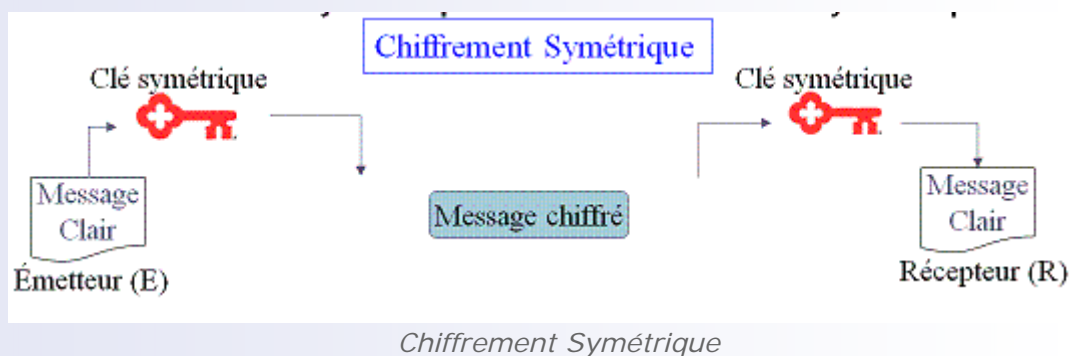 Chiffrement Symétrique
Clé symétrique
Clé symétrique
Message
Clair
Message chiffré
Message
Clair
Émetteur (E)
Récepteur (R)
Chiffrement Symétrique